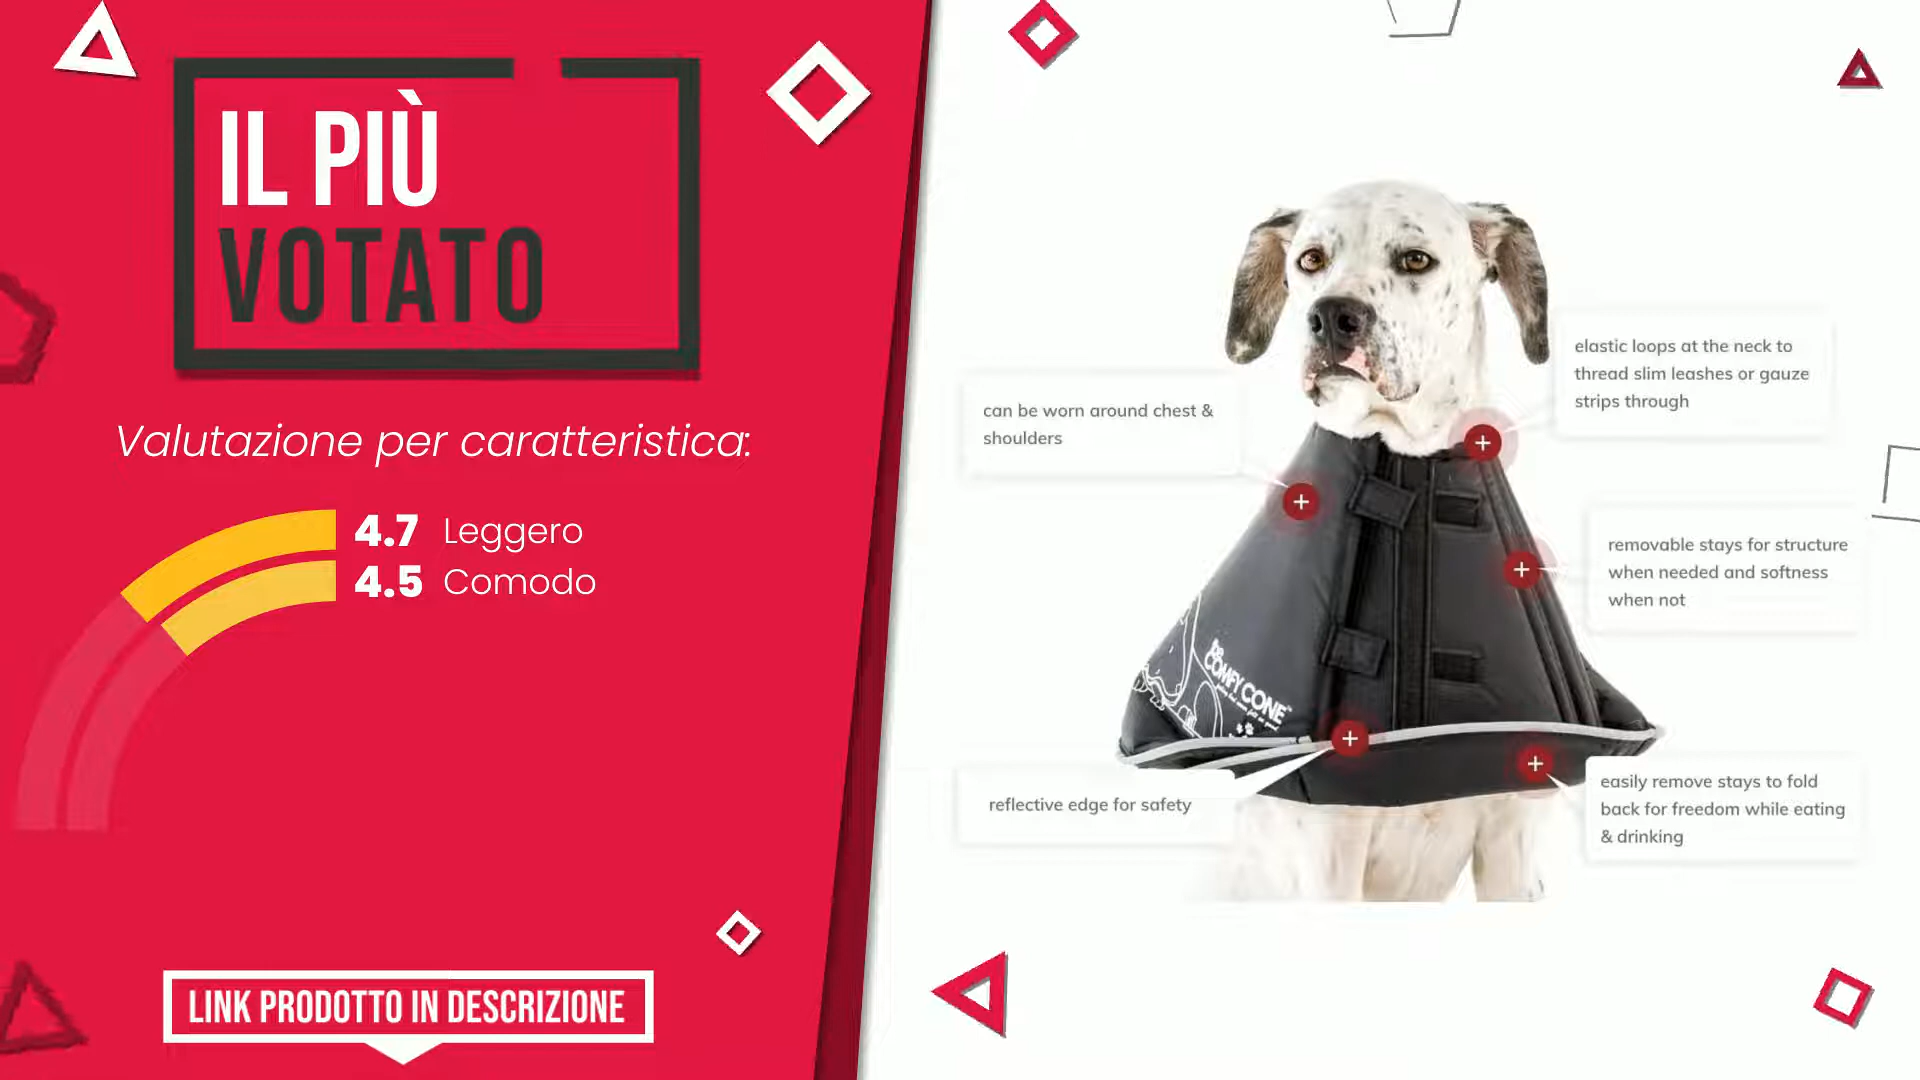 IL PIÙ
VOTATO
Valutazione per caratteristica:
4.7 Leggero
4.5 Comodo
LINK PRODOTTO IN DESCRIZIONE
can be worn around chest &
shoulders
elastic loops at the neck to
thread slim leashes or gauze
strips through
removable stays for structure
when needed and softness
when not
the
COMFY CONE™
reflective edge for safety
easily remove stays to fold
back for freedom while eating
& drinking